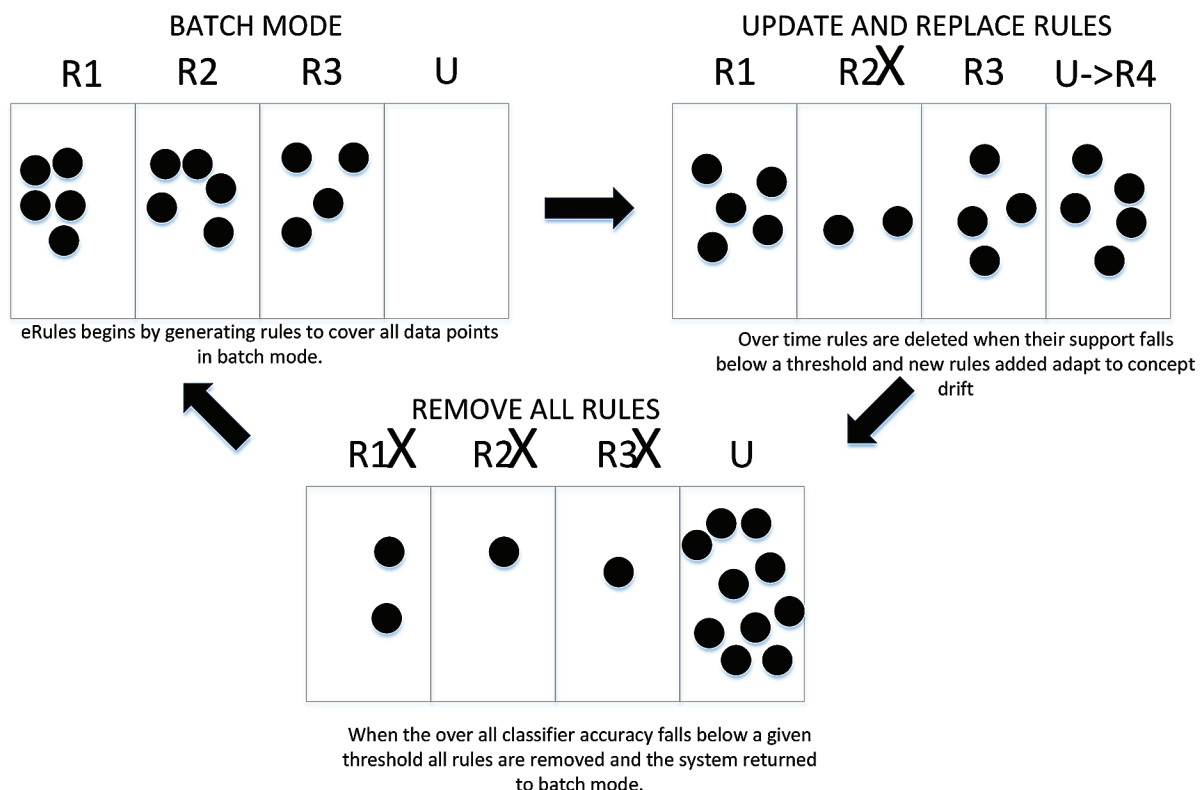 BATCH MODE
R1 R2 R3 U
eRules begins by generating rules to cover all data points
in batch mode.
UPDATE AND REPLACE RULES
R1 R2X R3 U->R4
Over time rules are deleted when their support falls
below a threshold and new rules added adapt to concept
drift
REMOVE ALL RULES
R1X R2X R3X U
When the over all classifier accuracy falls below a given
threshold all rules are removed and the system returned
to batch mode.